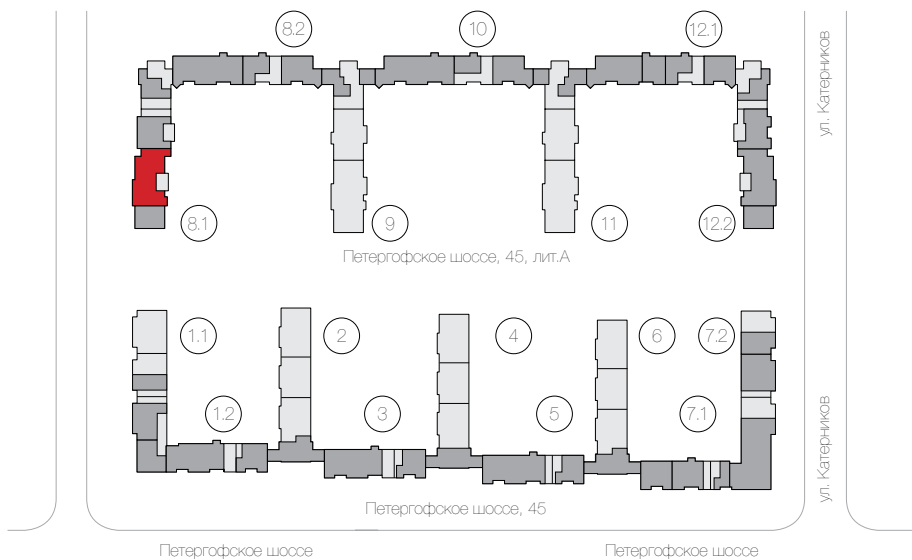 8.2
10
12.1
ул. Катерников
8.1
9
11
12.2
Петергофское шоссе, 45, лит.А
1.1
2
4
6
7.2
1.2
3
5
7.1
ул. Катерников
Петергофское шоссе, 45
Петергофское шоссе
Петергофское шоссе